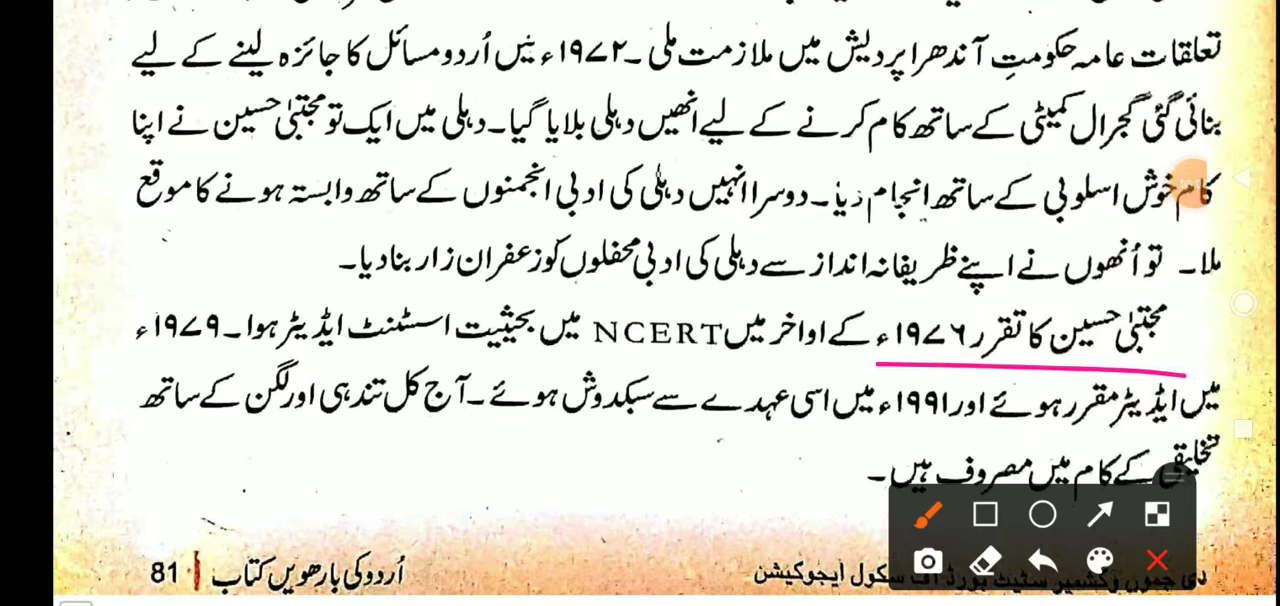 تعلقات عامہ حکومتِ آندھرا پردیش میں ملازمت ملی ۔ ۱۹۷۲ء میں اُردو مسائل کا جائزہ لینے کے لیے
بنائی گئی گجرال کمیٹی کے ساتھ کام کرنے کے لیے انھیں دہلی بلایا گیا۔ دہلی میں ایک تو مجتبیٰ حسین نے اپنا
کام خوش اسلوبی کے ساتھ انجام دیا۔ دوسرا انہیں دہلی کی ادبی انجمنوں کے ساتھ وابستہ ہونے کا موقع
ملا۔ تو اُنھوں نے اپنے ظریفانہ انداز سے دہلی کی ادبی محفلوں کو زعفران زار بنا دیا۔
مجتبیٰ حسین کا تقرر ۱۹۷۶ء کے اواخر میں NCERT میں بحیثیت اسسٹنٹ ایڈیٹر ہوا۔ ۱۹۷۹ء
میں ایڈیٹر مقرر ہوئے اور ۱۹۹۱ء میں اسی عہدے سے سبکدوش ہوئے ۔ آج کل تندہی اور لگن کے ساتھ
تخلیقی کے کام میں مصروف ہیں۔
دی جموں و کشمیر سٹیٹ بورڈ آف سکول ایجوکیشن
اُردو کی بارھویں کتاب 81